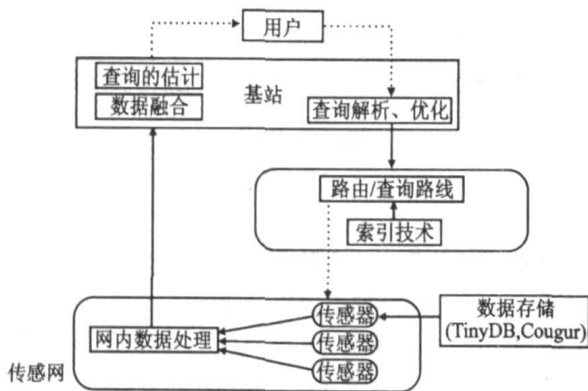 用户
查询的估计
数据融合
基站
查询解析、优化
路由/查询路线
索引技术
传感器
网内数据处理
传感器
传感器
数据存储
(TinyDB,Cougur)
传感网